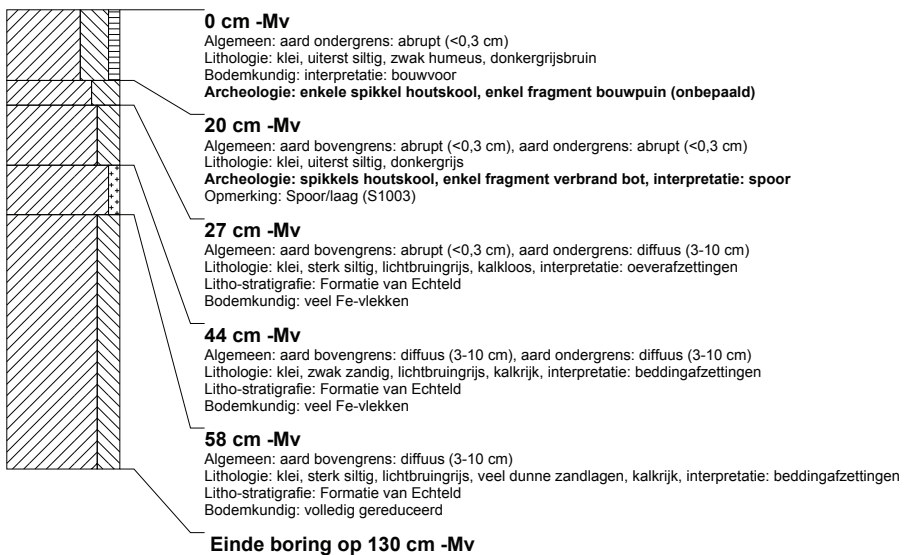 0 cm -Mv
Algemeen: aard ondergrens: abrupt (<0,3 cm)
Lithologie: klei, uiterst siltig, zwak humeus, donkergrijsbruin
Bodemkundig: interpretatie: bouwvoor
Archeologie: enkele spikkel houtskool, enkel fragment bouwpuin (onbepaald)
20 cm -Mv
Algemeen: aard bovengrens: abrupt (<0,3 cm), aard ondergrens: abrupt (<0,3 cm)
Lithologie: klei, uiterst siltig, donkergrijs
Archeologie: spikkels houtskool, enkel fragment verbrand bot, interpretatie: spoor
Opmerking: Spoor/laag (S1003)
27 cm -Mv
Algemeen: aard bovengrens: abrupt (<0,3 cm), aard ondergrens: diffuus (3-10 cm)
Lithologie: klei, sterk siltig, lichtbruingrijs, kalkloos, interpretatie: oeverafzettingen
Litho-stratigrafie: Formatie van Echteld
Bodemkundig: veel Fe-vlekken
44 cm -Mv
Algemeen: aard bovengrens: diffuus (3-10 cm), aard ondergrens: diffuus (3-10 cm)
Lithologie: klei, zwak zandig, lichtbruingrijs, kalkrijk, interpretatie: beddingafzettingen
Litho-stratigrafie: Formatie van Echteld
Bodemkundig: veel Fe-vlekken
58 cm -Mv
Algemeen: aard bovengrens: diffuus (3-10 cm)
Lithologie: klei, sterk siltig, lichtbruingrijs, veel dunne zandlagen, kalkrijk, interpretatie: beddingafzettingen
Litho-stratigrafie: Formatie van Echteld
Bodemkundig: volledig gereduceerd
Einde boring op 130 cm -Mv